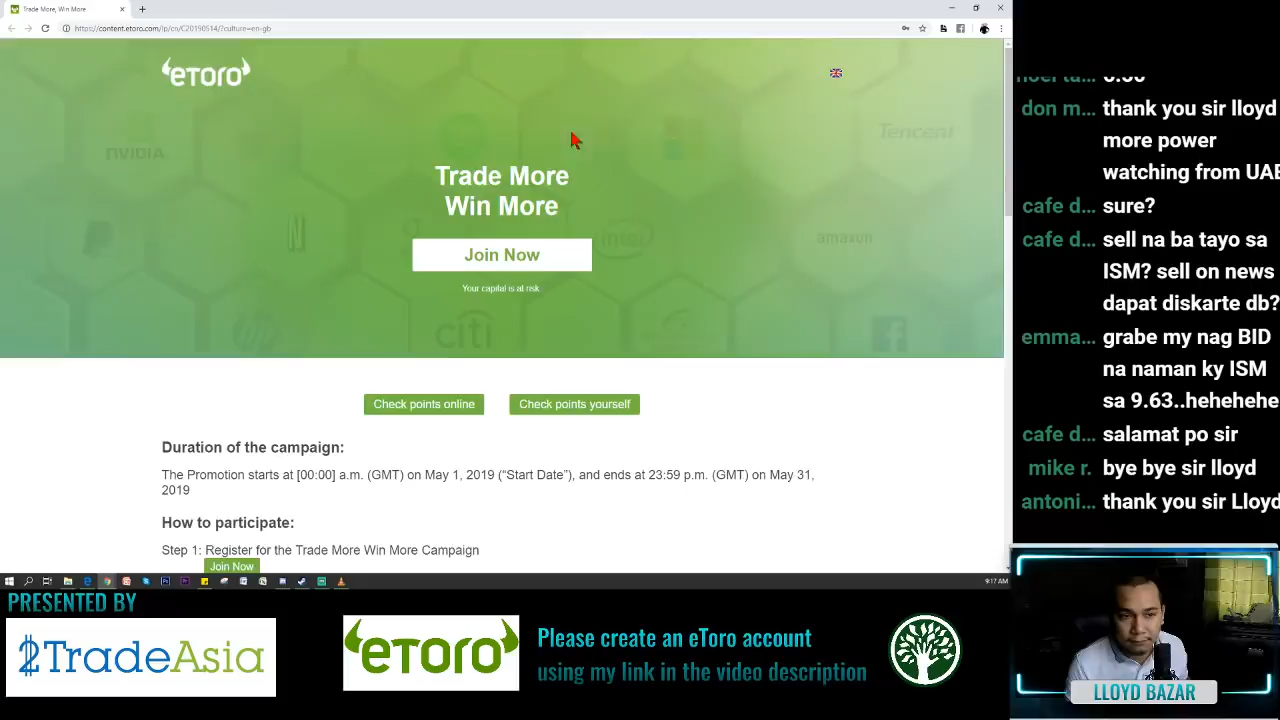 Trade More, Win More
https://content.etoro.com/lp/cn/C20190514/?culture=en-gb
eToro
NVIDIA
Tencent
Trade More
Win More
N
intel
amazon
Join Now
Your capital is at risk
hp
citi
Check points online
Check points yourself
Duration of the campaign:
The Promotion starts at [00:00] a.m. (GMT) on May 1, 2019 (“Start Date”), and ends at 23:59 p.m. (GMT) on May 31,
2019
How to participate:
Step 1: Register for the Trade More Win More Campaign
Join Now
9:17 AM
don m... thank you sir lloyd
more power
watching from UAE
cafe d... sure?
cafe d... sell na ba tayo sa
ISM? sell on news
dapat diskarte db?
emma... grabe my nag BID
na naman ky ISM
sa 9.63..hehehehe
cafe d... salamat po sir
mike r. bye bye sir lloyd
antoni... thank you sir Lloyd
PRESENTED BY
2TradeAsia
eToro
Please create an eToro account
using my link in the video description
LLOYD BAZAR